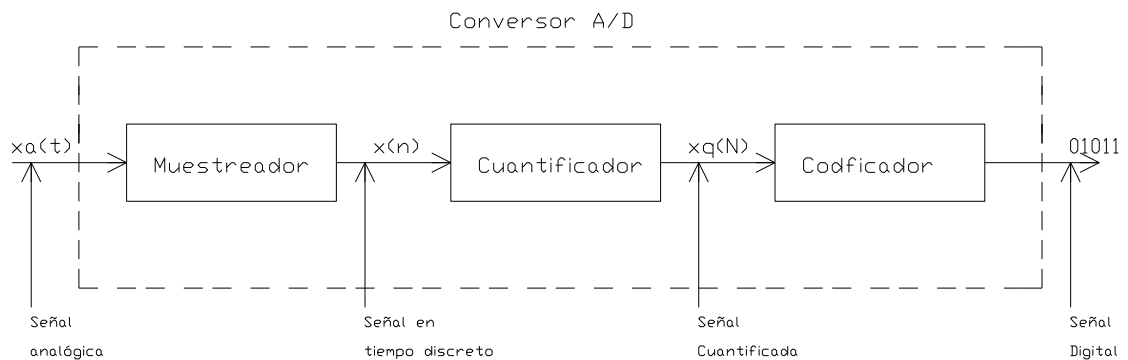 Conversor A/D
xa(t)
Muestreador
x(n)
Cuantificador
xq(N)
Codficador
01011
Señal
analógica
Señal en
tiempo discreto
Señal
Cuantificada
Señal
Digital